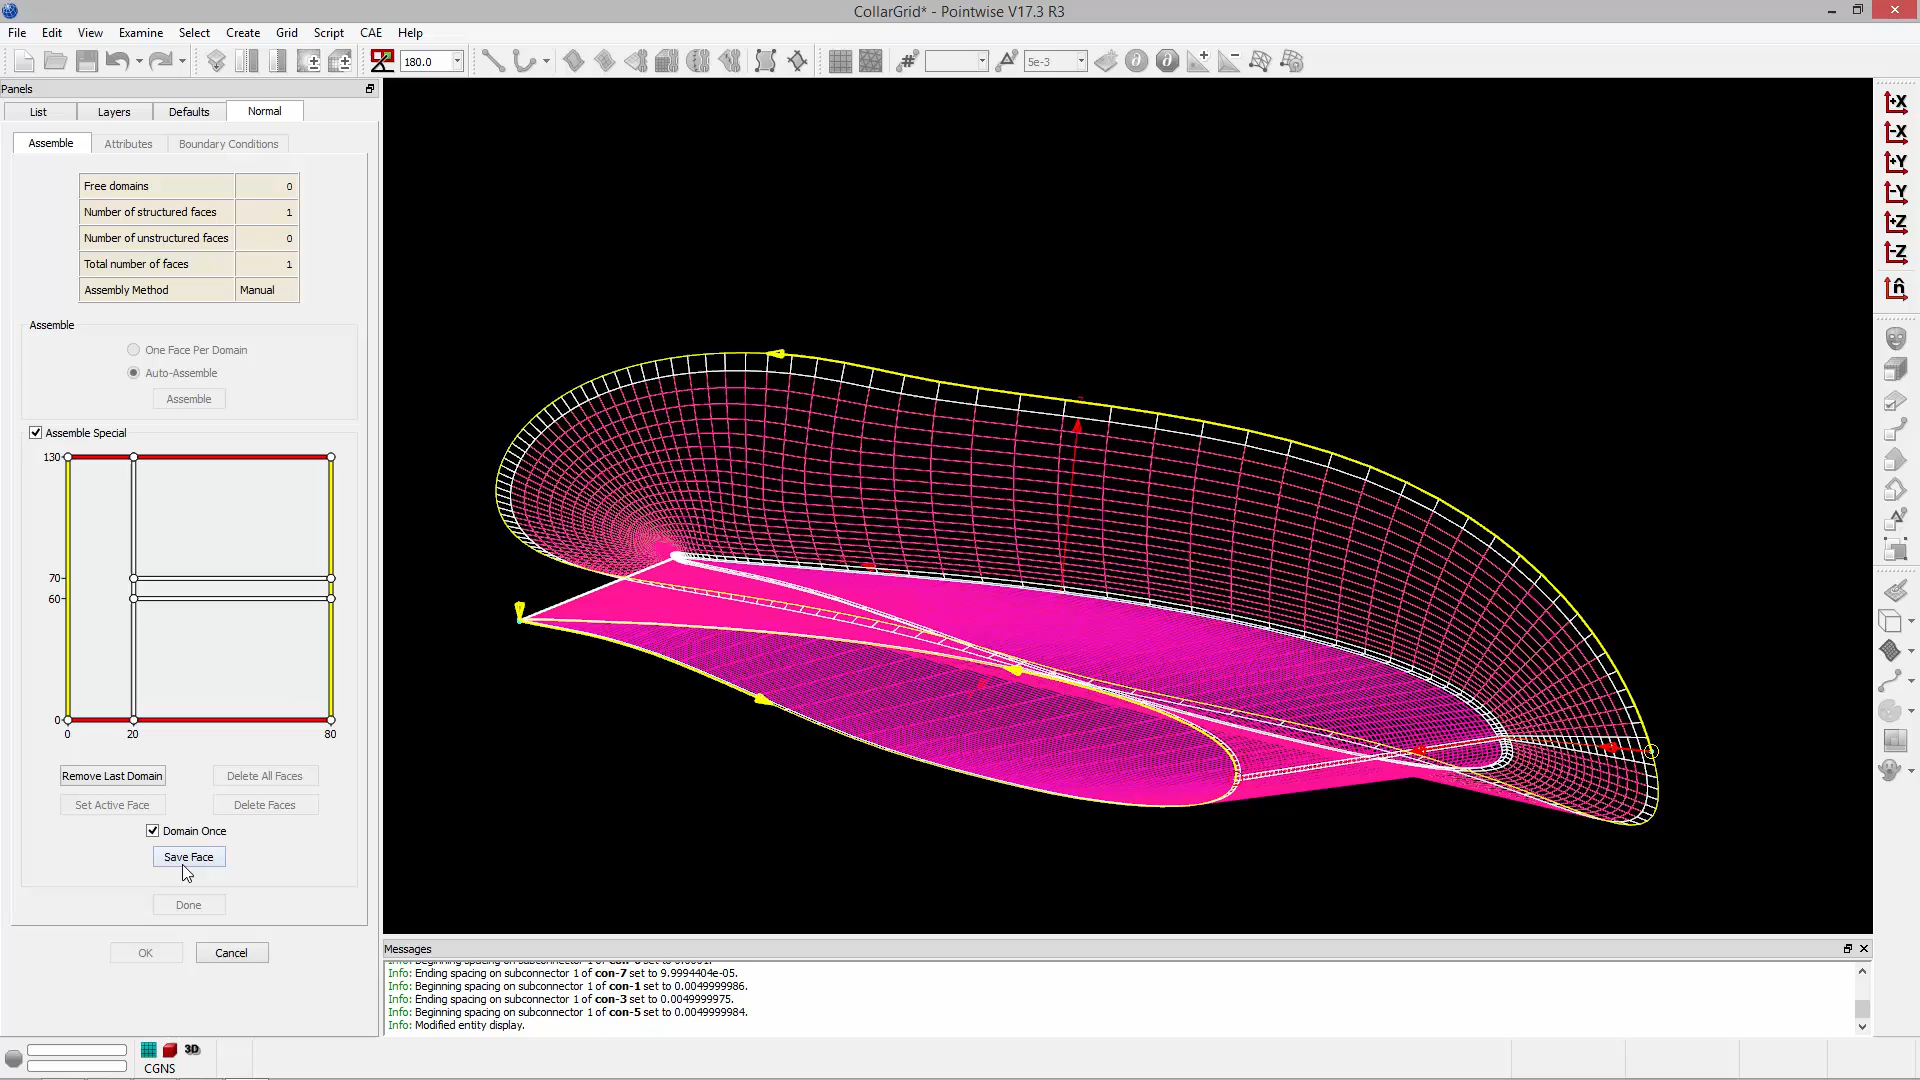 CollarGrid* - Pointwise V17.3 R3
File Edit View Examine Select Create Grid Script CAE Help
180.0
5e-3
Panels
List Layers Defaults Normal
Assemble Attributes Boundary Conditions
Free domains 0
Number of structured faces 1
Number of unstructured faces 0
Total number of faces 1
Assembly Method Manual
Assemble
One Face Per Domain
Auto-Assemble
Assemble
Assemble Special
130
70
60
0
0 20 80
Remove Last Domain Delete All Faces
Set Active Face Delete Faces
Domain Once
Save Face
Done
OK Cancel
+X
-X
+Y
-Y
+Z
-Z
n̂
Messages
Info: Ending spacing on subconnector 1 of con-7 set to 9.9994404e-05.
Info: Beginning spacing on subconnector 1 of con-1 set to 0.0049999986.
Info: Ending spacing on subconnector 1 of con-3 set to 0.0049999975.
Info: Beginning spacing on subconnector 1 of con-5 set to 0.0049999984.
Info: Modified entity display.
3D
CGNS